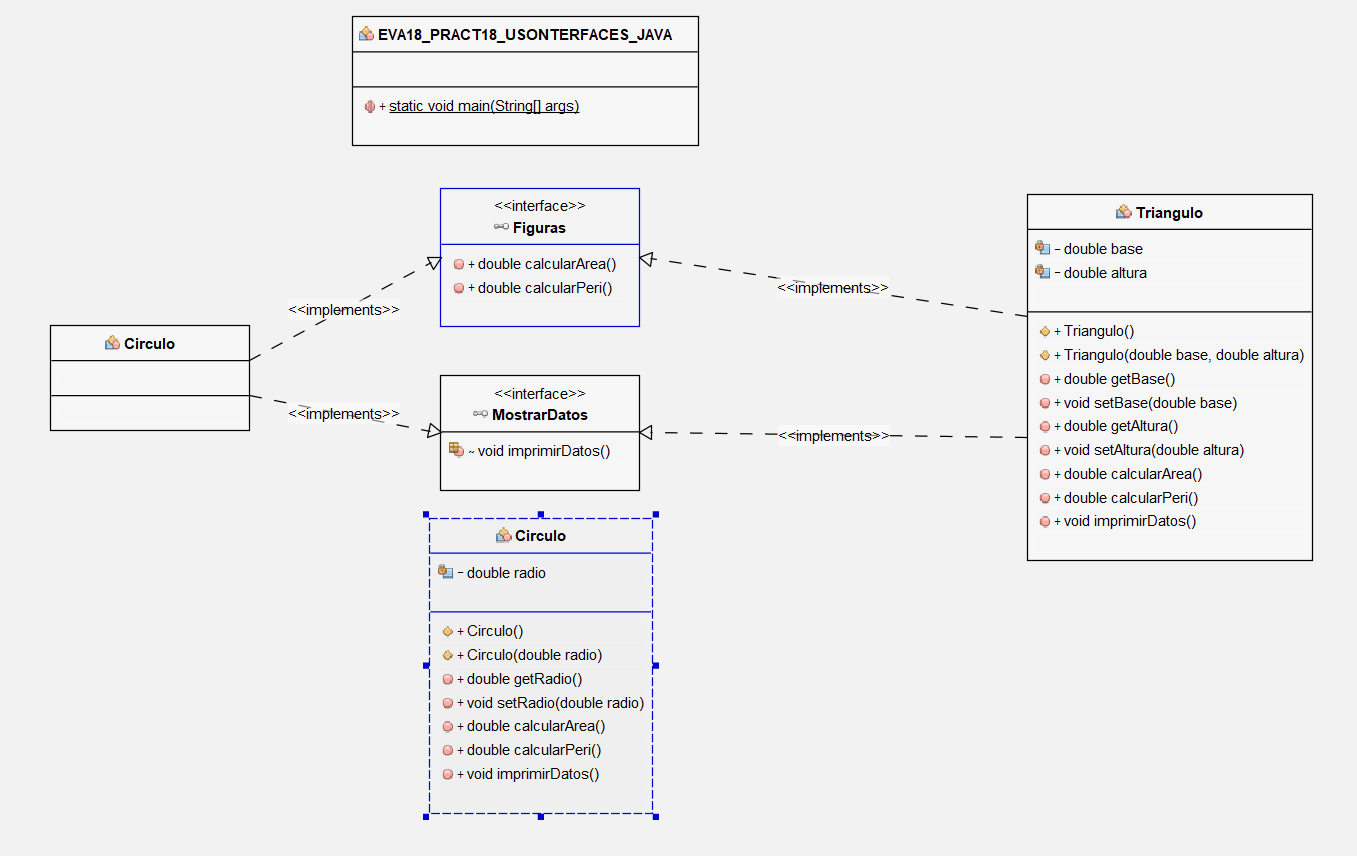 EVA18_PRACT18_USONTERFACES_JAVA
+ static void main(String[] args)
<<interface>>
Figuras
+ double calcularArea()
+ double calcularPeri()
<<implements>>
<<implements>>
Triangulo
- double base
- double altura
+ Triangulo()
+ Triangulo(double base, double altura)
+ double getBase()
+ void setBase(double base)
+ double getAltura()
+ void setAltura(double altura)
+ double calcularArea()
+ double calcularPeri()
+ void imprimirDatos()
Circulo
<<implements>>
<<implements>>
<<interface>>
MostrarDatos
~ void imprimirDatos()
Circulo
- double radio
+ Circulo()
+ Circulo(double radio)
+ double getRadio()
+ void setRadio(double radio)
+ double calcularArea()
+ double calcularPeri()
+ void imprimirDatos()